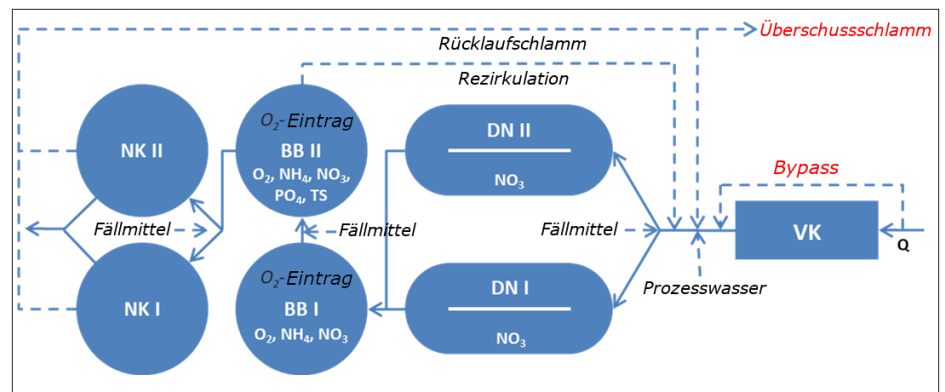 Überschussschlamm
Rücklaufschlamm
Rezirkulation
O₂-Eintrag
NK II
BB II
O₂, NH₄, NO₃,
PO₄, TS
DN II
NO₃
Bypass
Fällmittel
Fällmittel
Fällmittel
VK
Q
O₂-Eintrag
NK I
BB I
O₂, NH₄, NO₃
DN I
NO₃
Prozesswasser